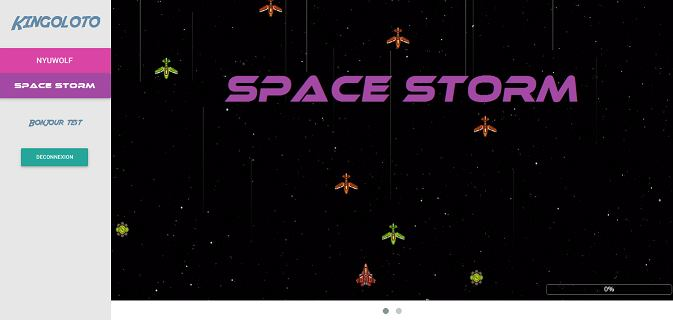 KINGOLOTO
NYUWOLF
SPACE STORM
BONJOUR TEST
DECONNEXION
SPACE STORM
0%